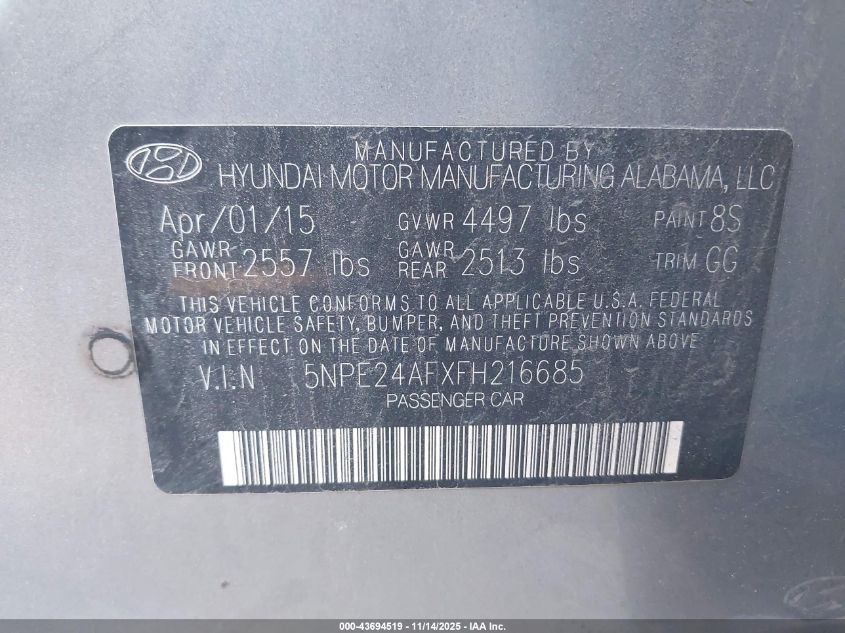 MANUFACTURED BY
HYUNDAI MOTOR MANUFACTURING ALABAMA, LLC
Apr/01/15 GVWR 4497 lbs PAINT 8S
GAWR FRONT 2557 lbs GAWR REAR 2513 lbs TRIM GG
THIS VEHICLE CONFORMS TO ALL APPLICABLE U.S.A. FEDERAL
MOTOR VEHICLE SAFETY, BUMPER, AND THEFT PREVENTION STANDARDS
IN EFFECT ON THE DATE OF MANUFACTURE SHOWN ABOVE.
V.I.N 5NPE24AFXFH216685
PASSENGER CAR
000-43694519 - 11/14/2025 - IAA Inc.